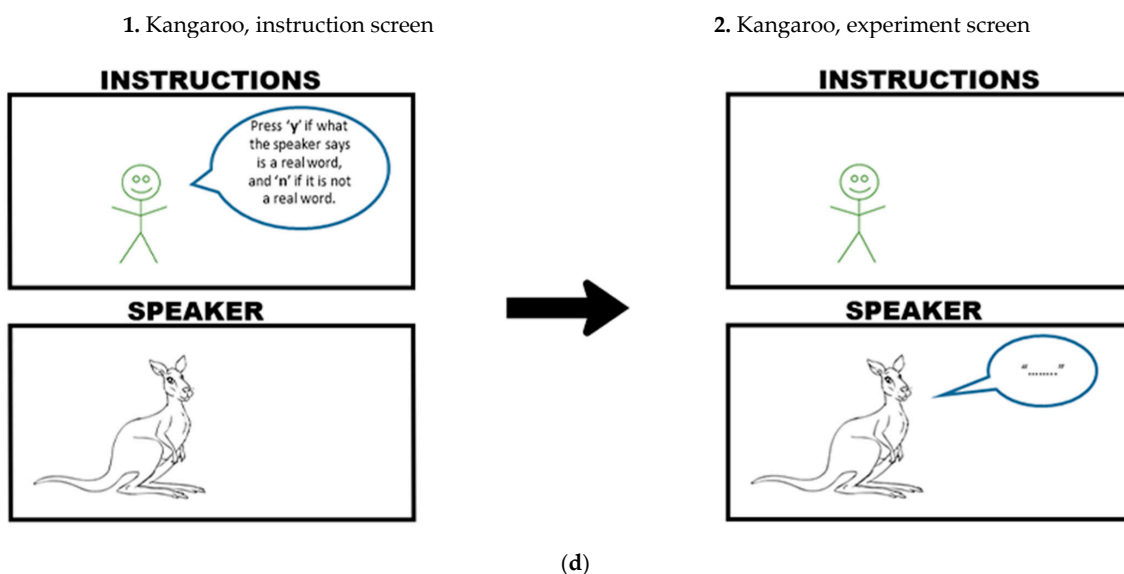 1. Kangaroo, instruction screen
2. Kangaroo, experiment screen
INSTRUCTIONS
Press ‘y’ if what
the speaker says
is a real word,
and ‘n’ if it is not
a real word.
SPEAKER
INSTRUCTIONS
SPEAKER
“........”
(d)